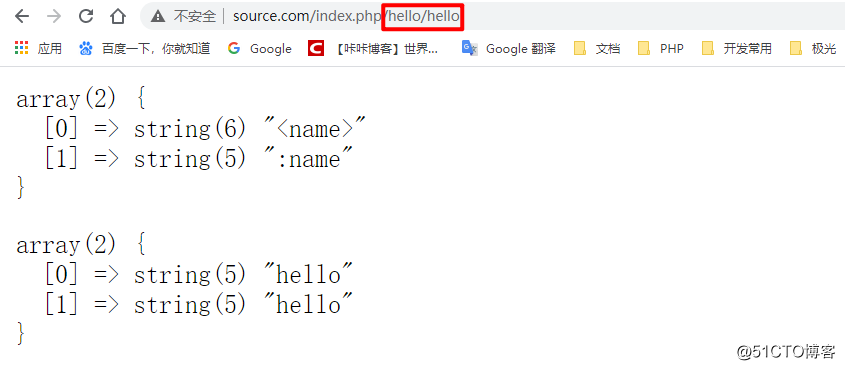 不安全 | source.com/index.php/hello/hello
应用 百度一下，你就知道 Google 【咔咔博客】世界... Google 翻译 文档 PHP 开发常用 极光
array(2) {
[0] => string(6) "<name>"
[1] => string(5) ":name"
}
array(2) {
[0] => string(5) "hello"
[1] => string(5) "hello"
}
@51CTO博客